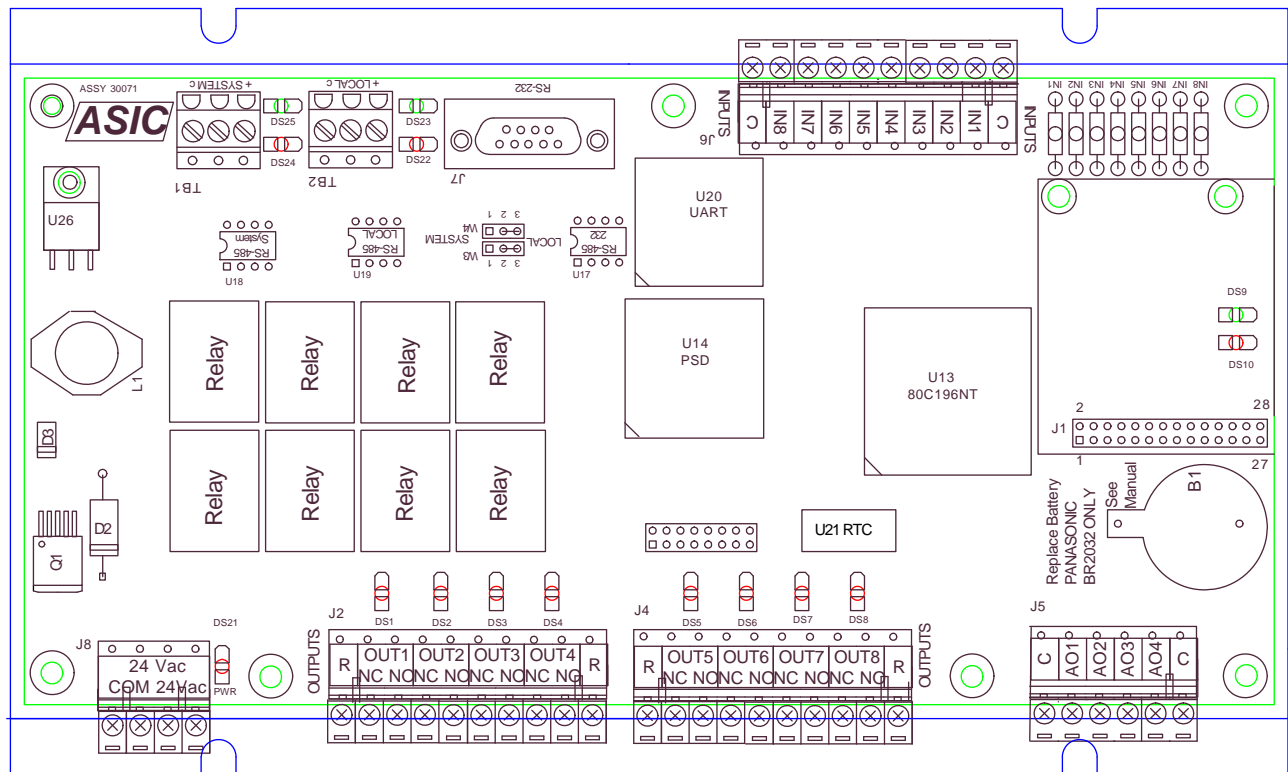 ASSY 30071
ASIC
+ SYSTEM c
DS25
DS24
TB1
+ LOCAL c
DS23
DS22
TB2
RS-232
J7
INPUTS
J6
C
IN8
IN7
IN6
IN5
IN4
IN3
IN2
IN1
C
INPUTS
IN1
IN2
IN3
IN4
IN5
IN6
IN7
IN8
U26
RS-485
System
U18
RS-485
LOCAL
U19
W4
1 2 3
SYSTEM
LOCAL
W3
1 2 3
RS-485
232
U17
U20
UART
U14
PSD
U13
80C196NT
DS9
DS10
J1
2
28
1
27
L1
D3
D2
Q1
Relay
Relay
Relay
Relay
Relay
Relay
Relay
Relay
U21 RTC
Replace Battery
PANASONIC
BR2032 ONLY
See
Manual
B1
DS21
PWR
J8
24 Vac
COM 24Vac
OUTPUTS
J2
DS1
DS2
DS3
DS4
R
OUT1
NC NO
OUT2
NC NO
OUT3
NC NO
OUT4
NC NO
R
J4
DS5
DS6
DS7
DS8
R
OUT5
NC NO
OUT6
NC NO
OUT7
NC NO
OUT8
NC NO
R
OUTPUTS
J5
C
AO1
AO2
AO3
AO4
C